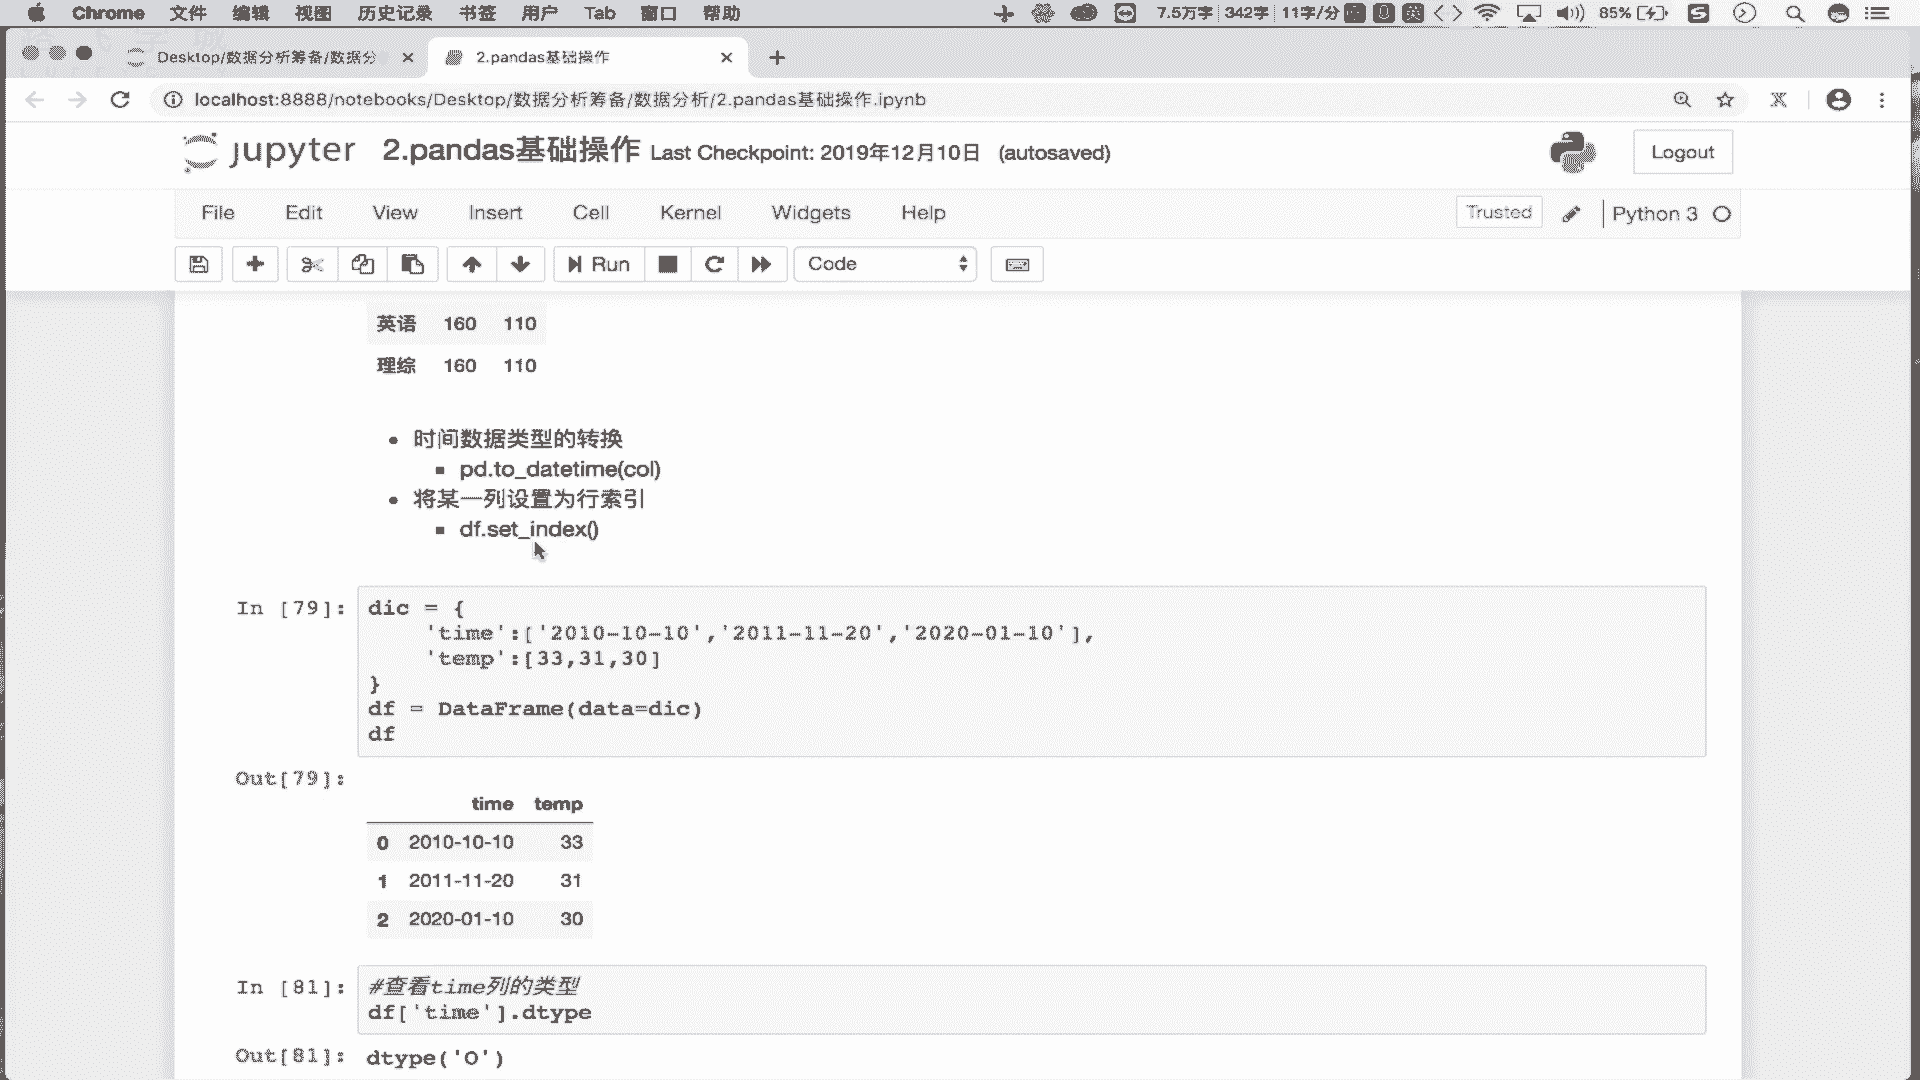 Chrome 文件 编辑 视图 历史记录 书签 用户 Tab 窗口 帮助 7.5万字 342字 11字/分 英 85%
Desktop/数据分析筹备/数据分 2.pandas基础操作
localhost:8888/notebooks/Desktop/数据分析筹备/数据分析/2.pandas基础操作.ipynb
jupyter 2.pandas基础操作 Last Checkpoint: 2019年12月10日 (autosaved) Logout
File Edit View Insert Cell Kernel Widgets Help Trusted Python 3
Run Code
英语 160 110
理综 160 110
时间数据类型的转换
pd.to_datetime(col)
将某一列设置为行索引
df.set_index()
In [79]: dic = {
'time':['2010-10-10','2011-11-20','2020-01-10'],
'temp':[33,31,30]
}
df = DataFrame(data=dic)
df
Out[79]:
time temp
0 2010-10-10 33
1 2011-11-20 31
2 2020-01-10 30
In [81]: #查看time列的类型
df['time'].dtype
Out[81]: dtype('O')